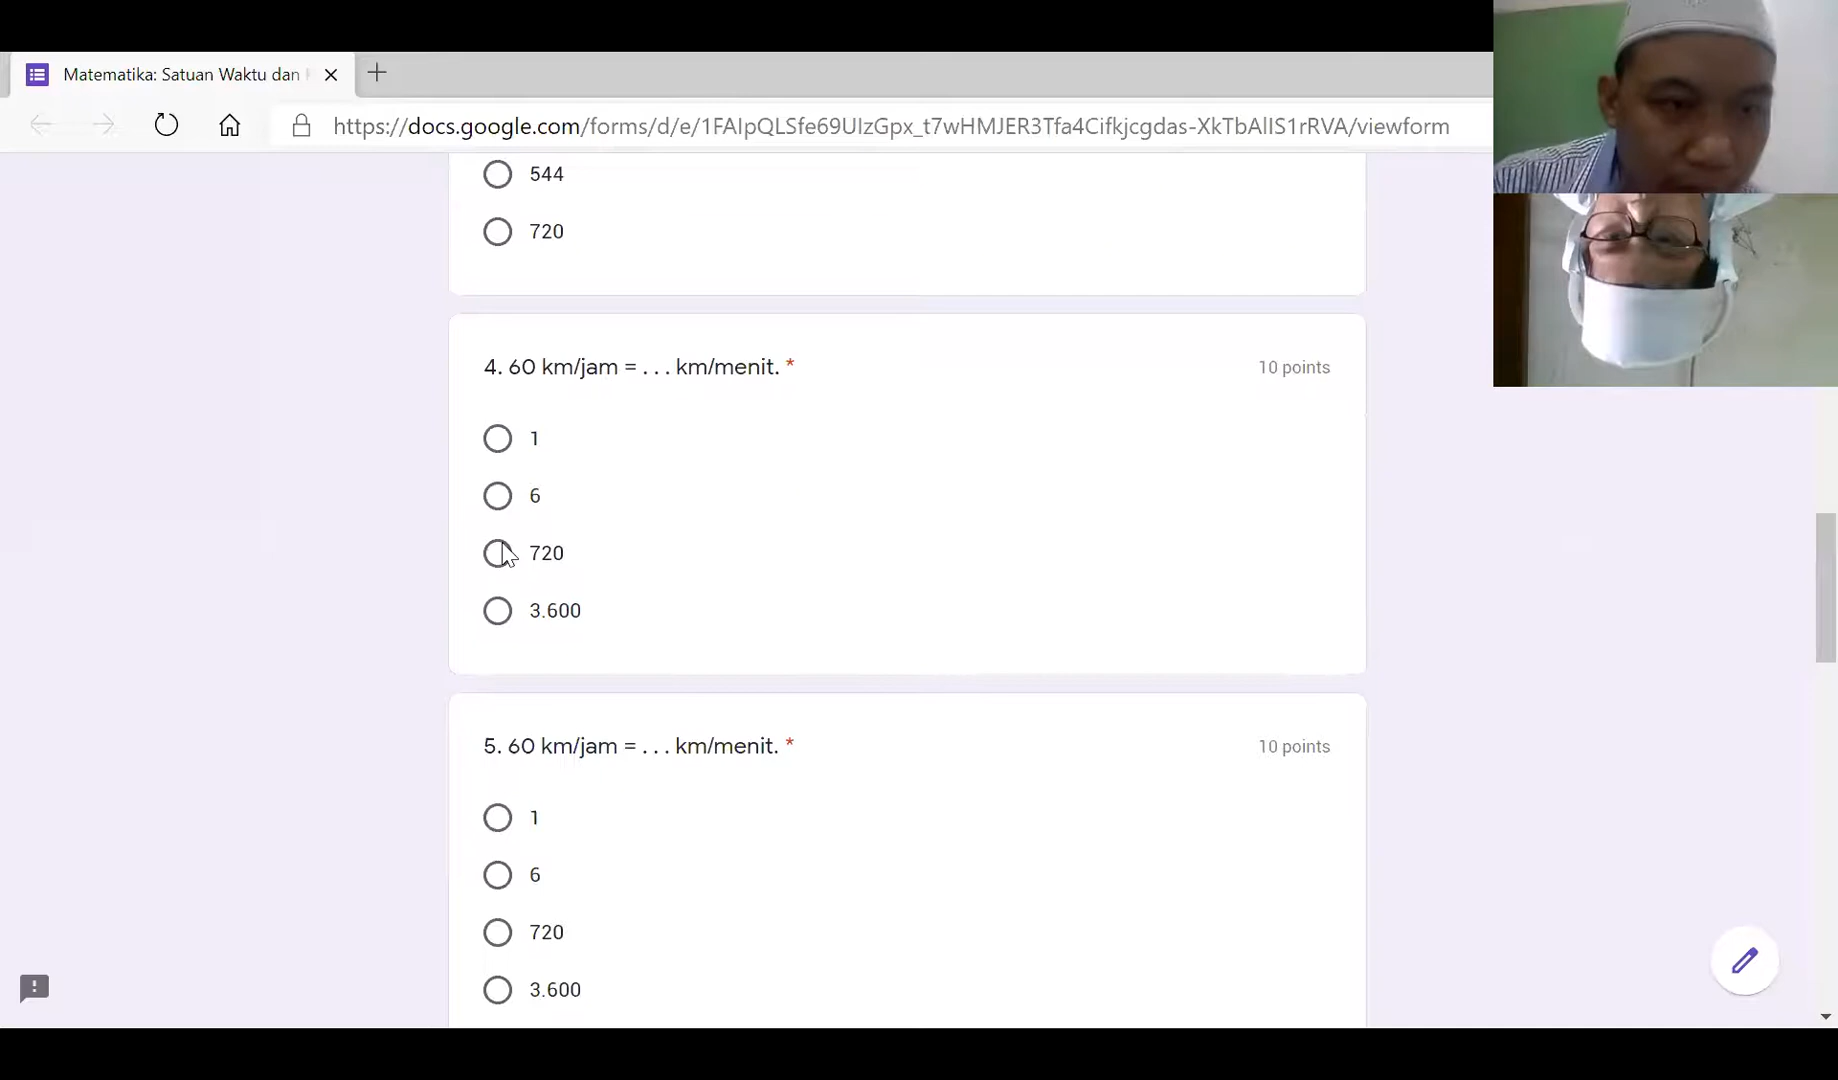 Matematika: Satuan Waktu dan
https://docs.google.com/forms/d/e/1FAIpQLSfe69UIzGpx_t7wHMJER3Tfa4Cifkjcgdas-XkTbAlIS1rRVA/viewform
544
720
4. 60 km/jam = . . . km/menit. *
10 points
1
6
720
3.600
5. 60 km/jam = . . . km/menit. *
10 points
1
6
720
3.600